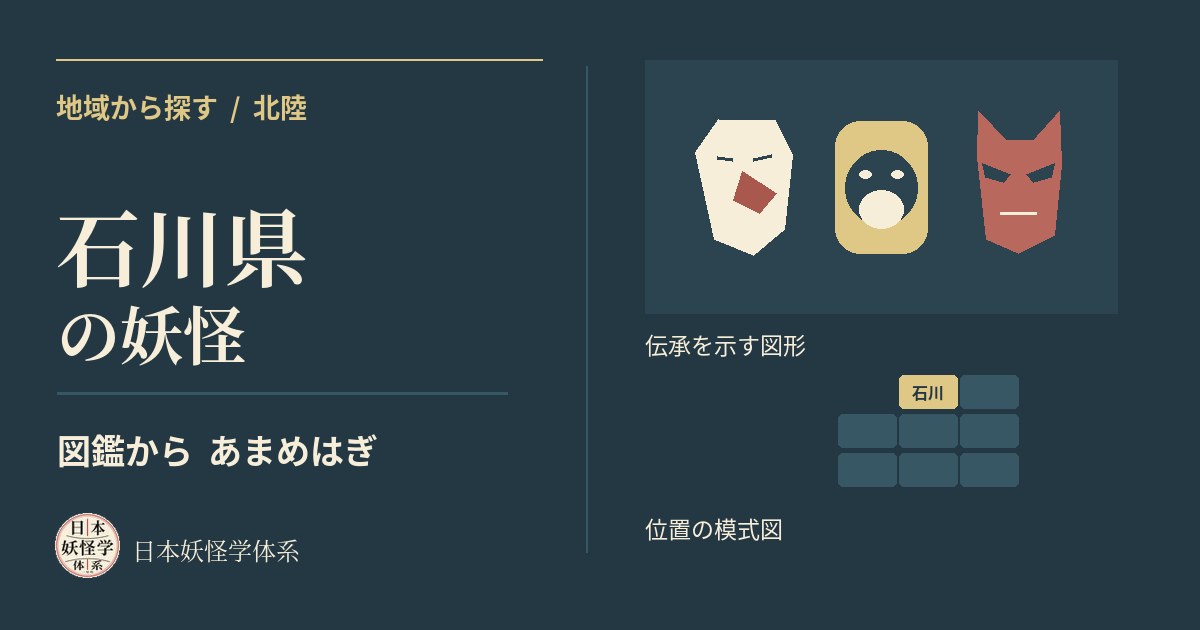 地域から探す / 北陸
石川県
の妖怪
図鑑から あまめはぎ
日本
妖怪学
体系
日本妖怪学体系
伝承を示す図形
石川
位置の模式図